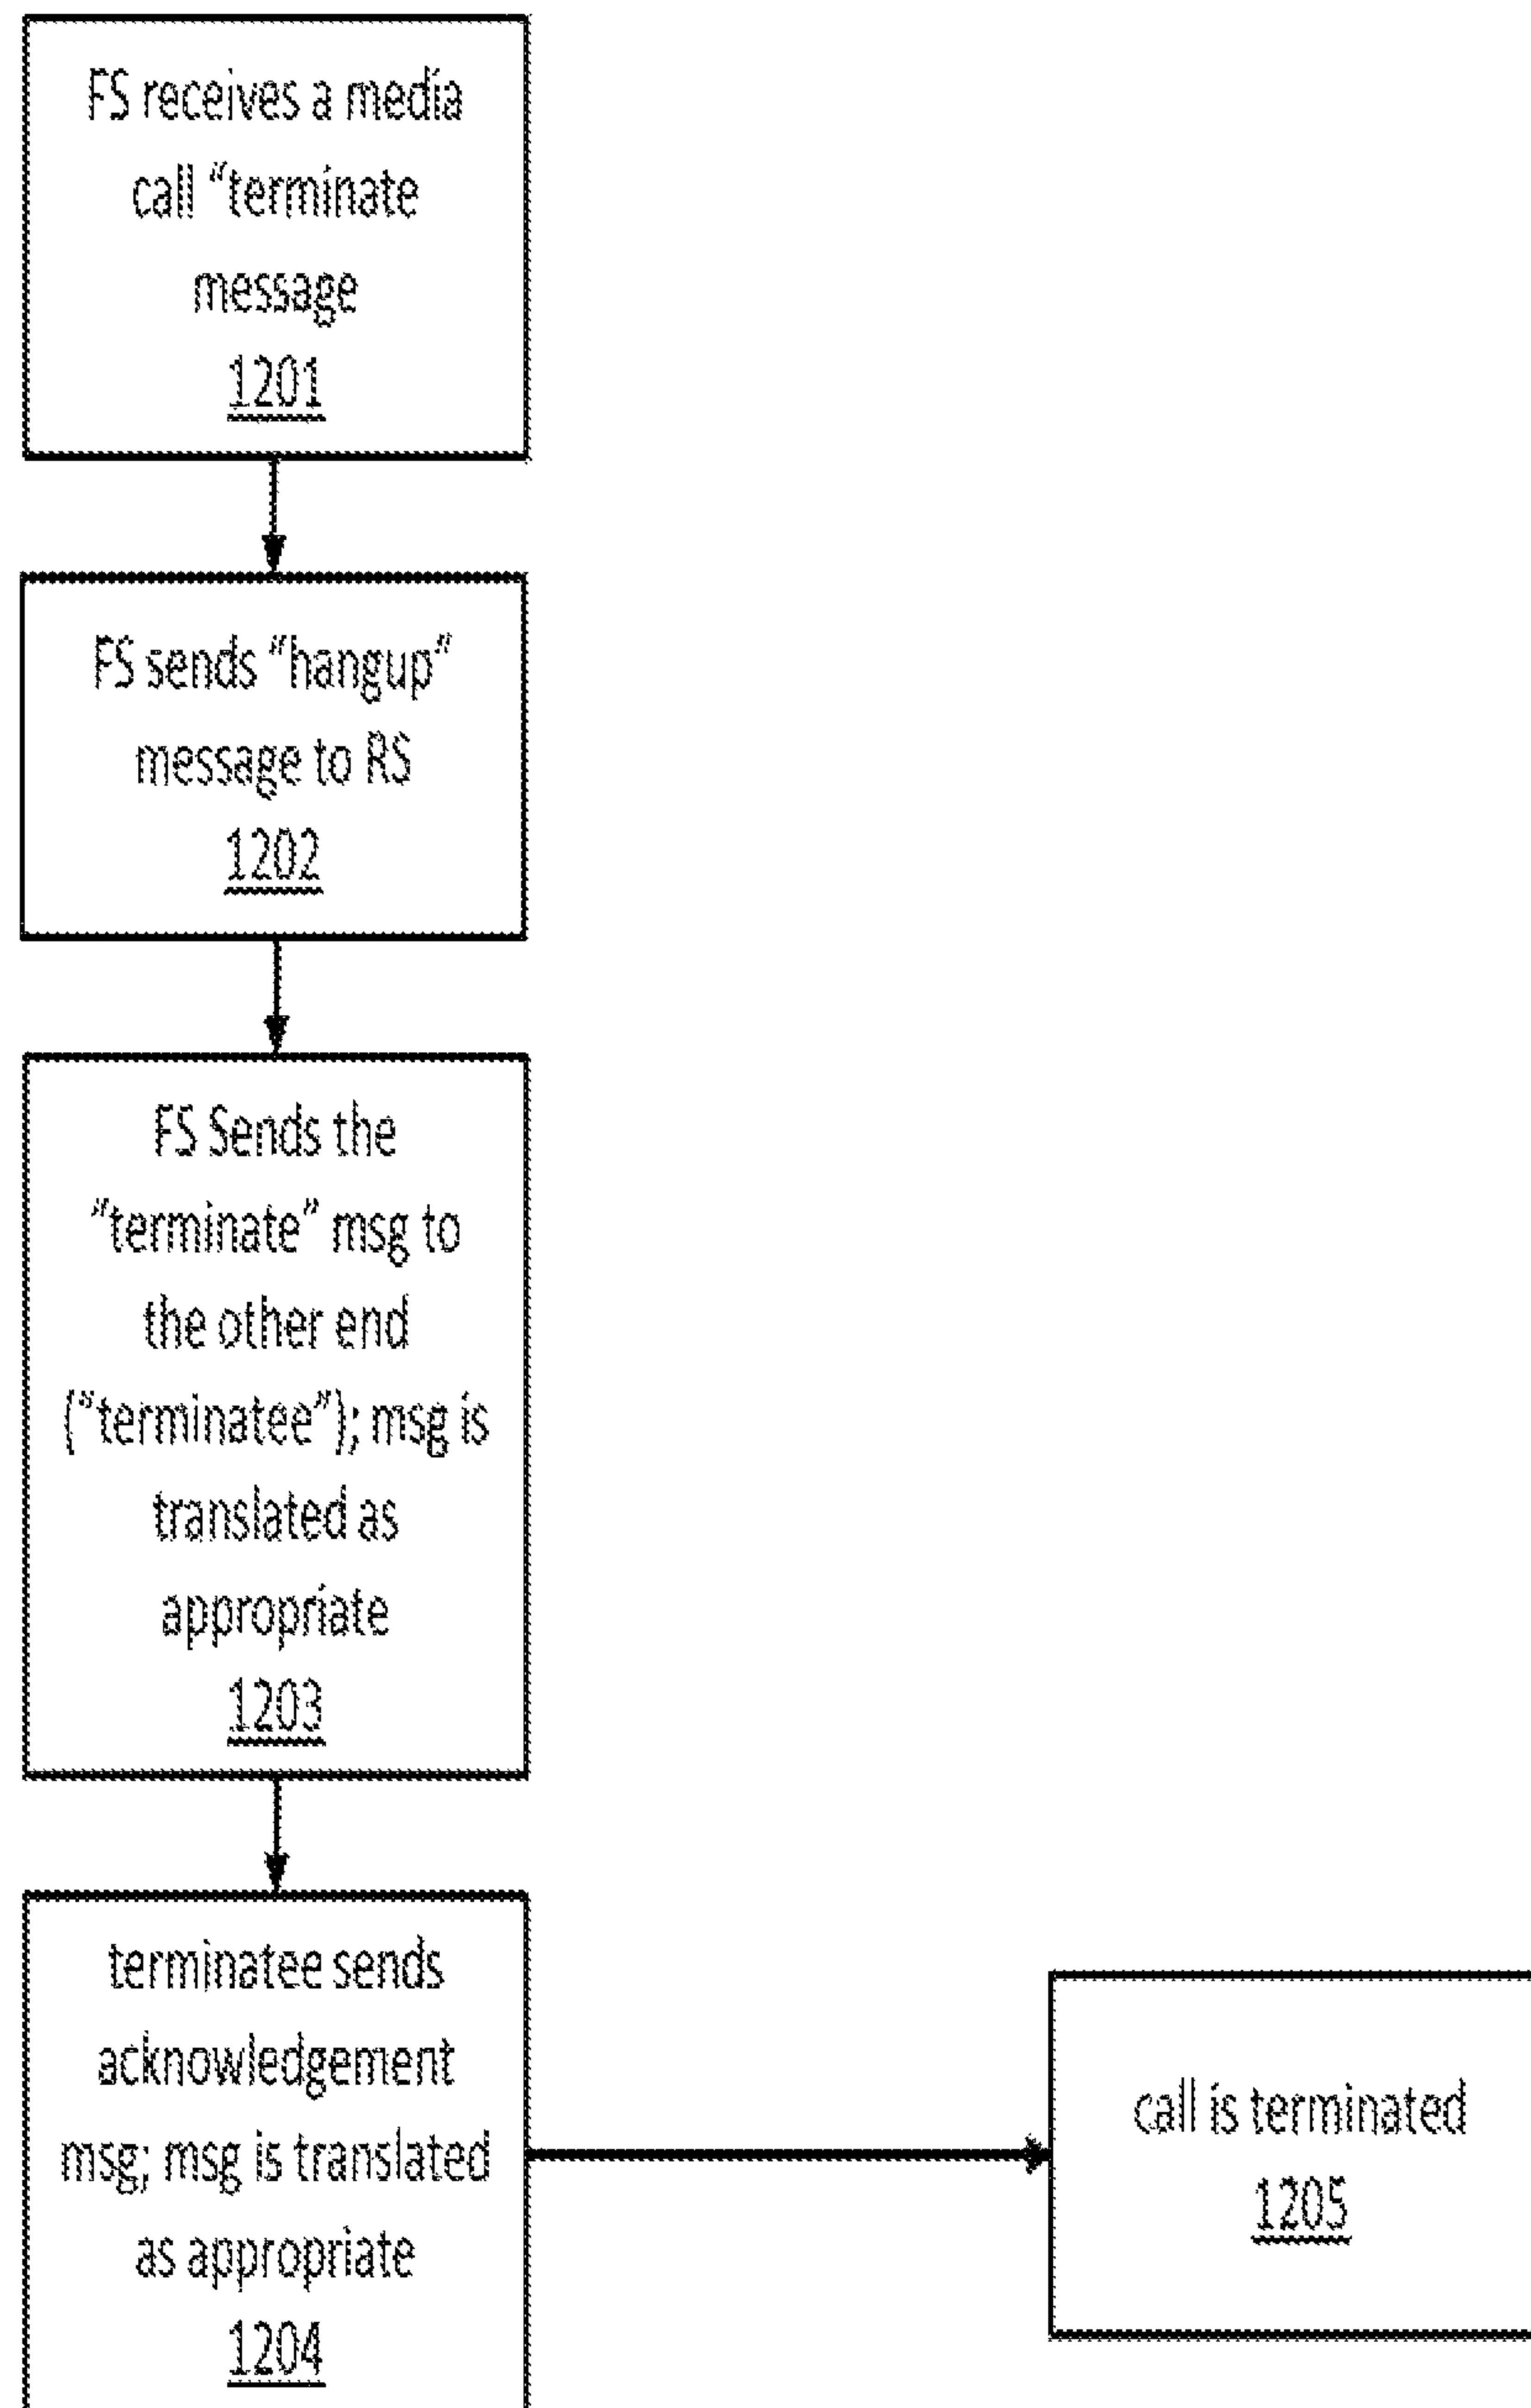 FS receives a media
call “terminate
message
1201
FS sends “hangup”
message to RS
1202
FS Sends the
“terminate” msg to
the other end
(“terminatee”); msg is
translated as
appropriate
1203
terminatee sends
acknowledgement
msg; msg is translated
as appropriate
1204
call is terminated
1205